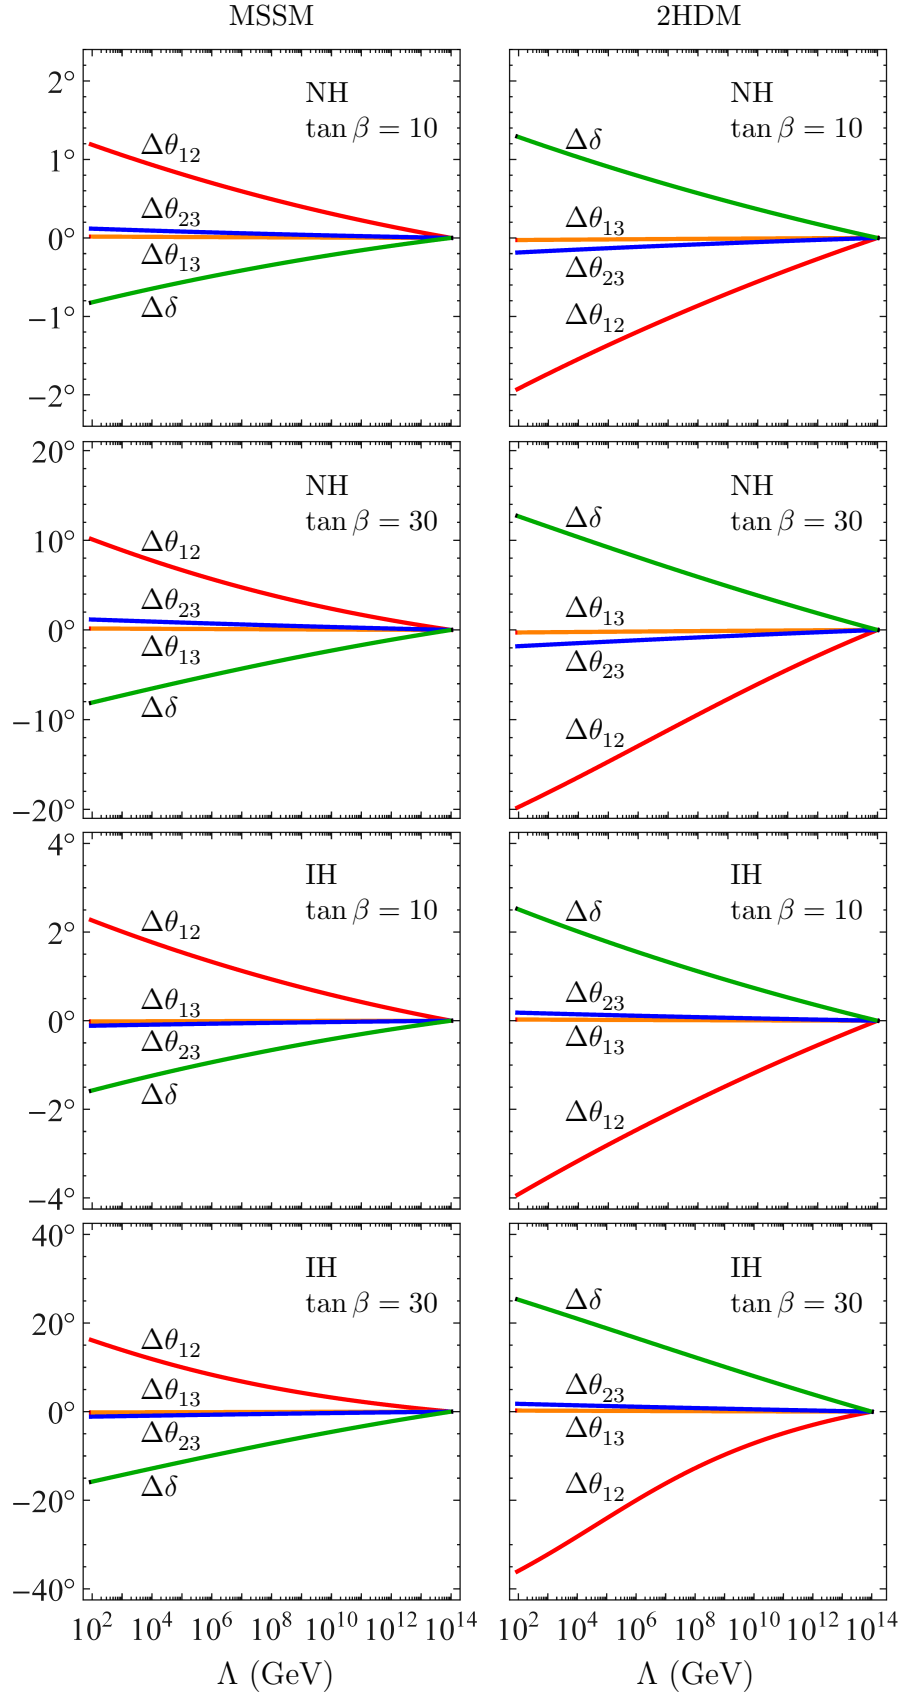 MSSM
2HDM
2°
1°
0°
−1°
−2°
NH
tan β = 10
Δθ12
Δθ23
Δθ13
Δδ
NH
tan β = 10
Δδ
Δθ13
Δθ23
Δθ12
20°
10°
0°
−10°
−20°
NH
tan β = 30
Δθ12
Δθ23
Δθ13
Δδ
NH
tan β = 30
Δδ
Δθ13
Δθ23
Δθ12
4°
2°
0°
−2°
−4°
IH
tan β = 10
Δθ12
Δθ13
Δθ23
Δδ
IH
tan β = 10
Δδ
Δθ23
Δθ13
Δθ12
40°
20°
0°
−20°
−40°
IH
tan β = 30
Δθ12
Δθ13
Δθ23
Δδ
IH
tan β = 30
Δδ
Δθ23
Δθ13
Δθ12
10^2 10^4 10^6 10^8 10^10 10^12 10^14
10^2 10^4 10^6 10^8 10^10 10^12 10^14
Λ (GeV)
Λ (GeV)